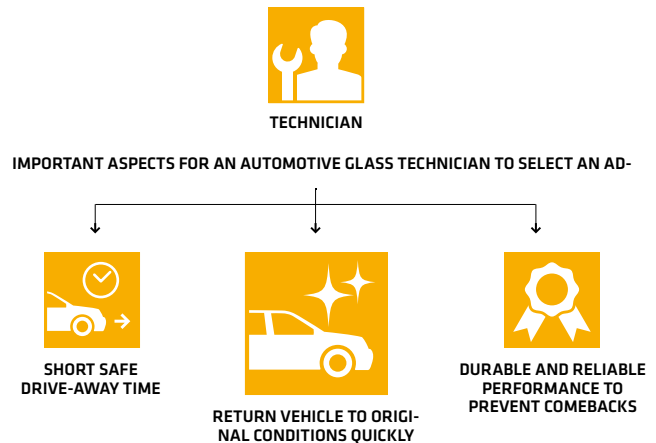 TECHNICIAN
IMPORTANT ASPECTS FOR AN AUTOMOTIVE GLASS TECHNICIAN TO SELECT AN AD-
SHORT SAFE
DRIVE-AWAY TIME
RETURN VEHICLE TO ORIGI-
NAL CONDITIONS QUICKLY
DURABLE AND RELIABLE
PERFORMANCE TO
PREVENT COMEBACKS